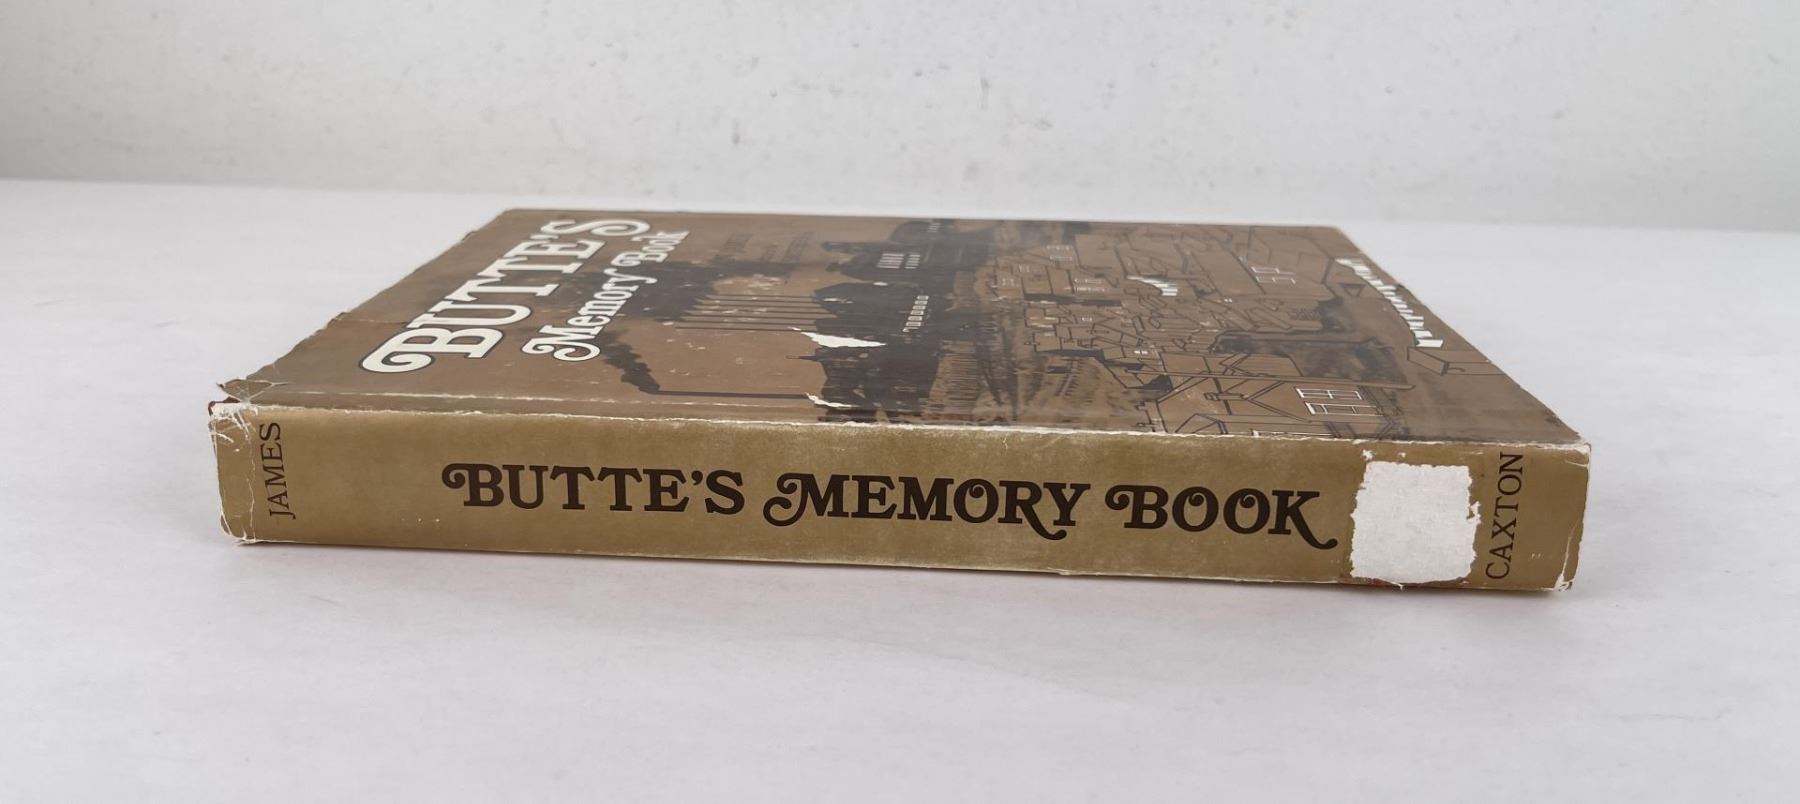 BUTTE'S
Memory Book
JAMES
BUTTE'S MEMORY BOOK
CAXTON